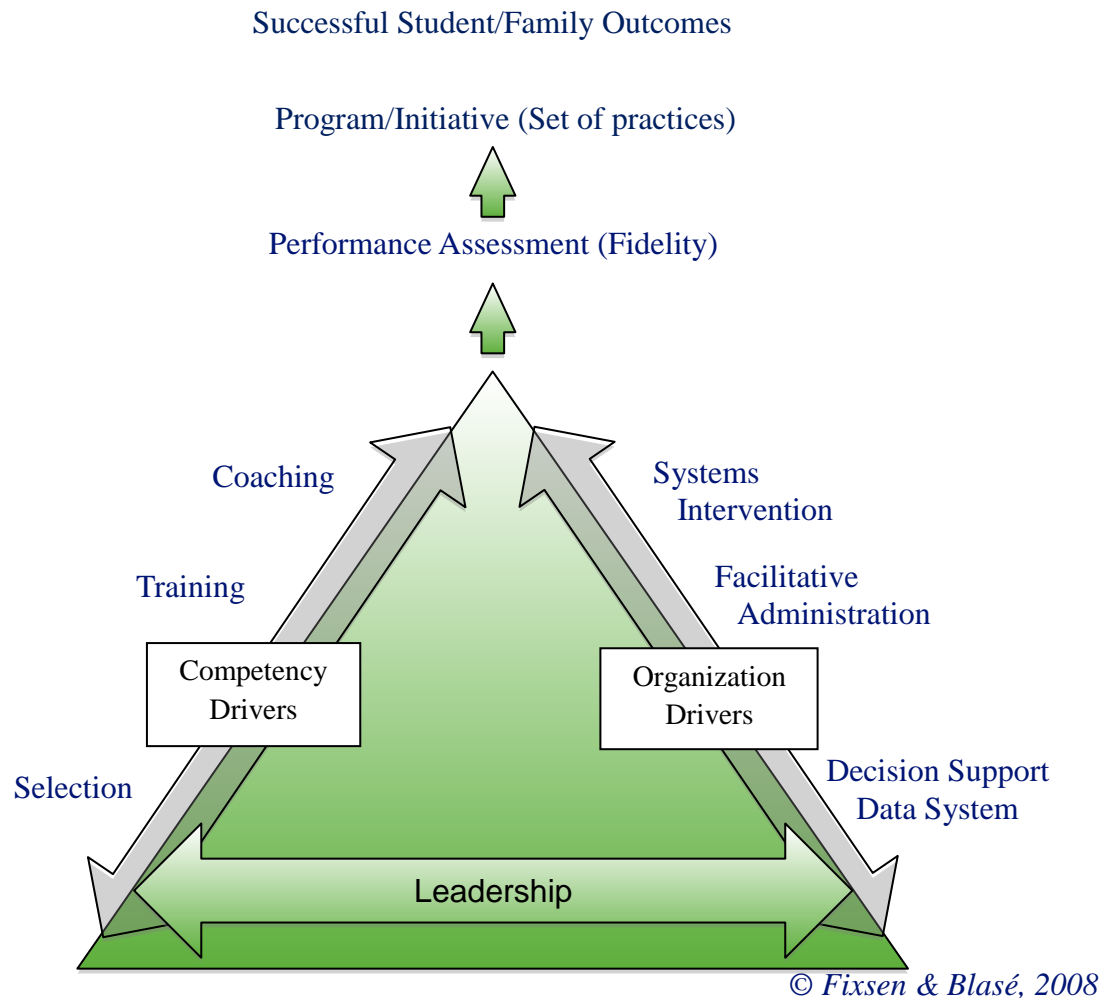 Successful Student/Family Outcomes
Program/Initiative (Set of practices)
Performance Assessment (Fidelity)
Coaching
Systems
Intervention
Training
Facilitative
Administration
Competency
Drivers
Organization
Drivers
Selection
Decision Support
Data System
Leadership
© Fixsen & Blasé, 2008